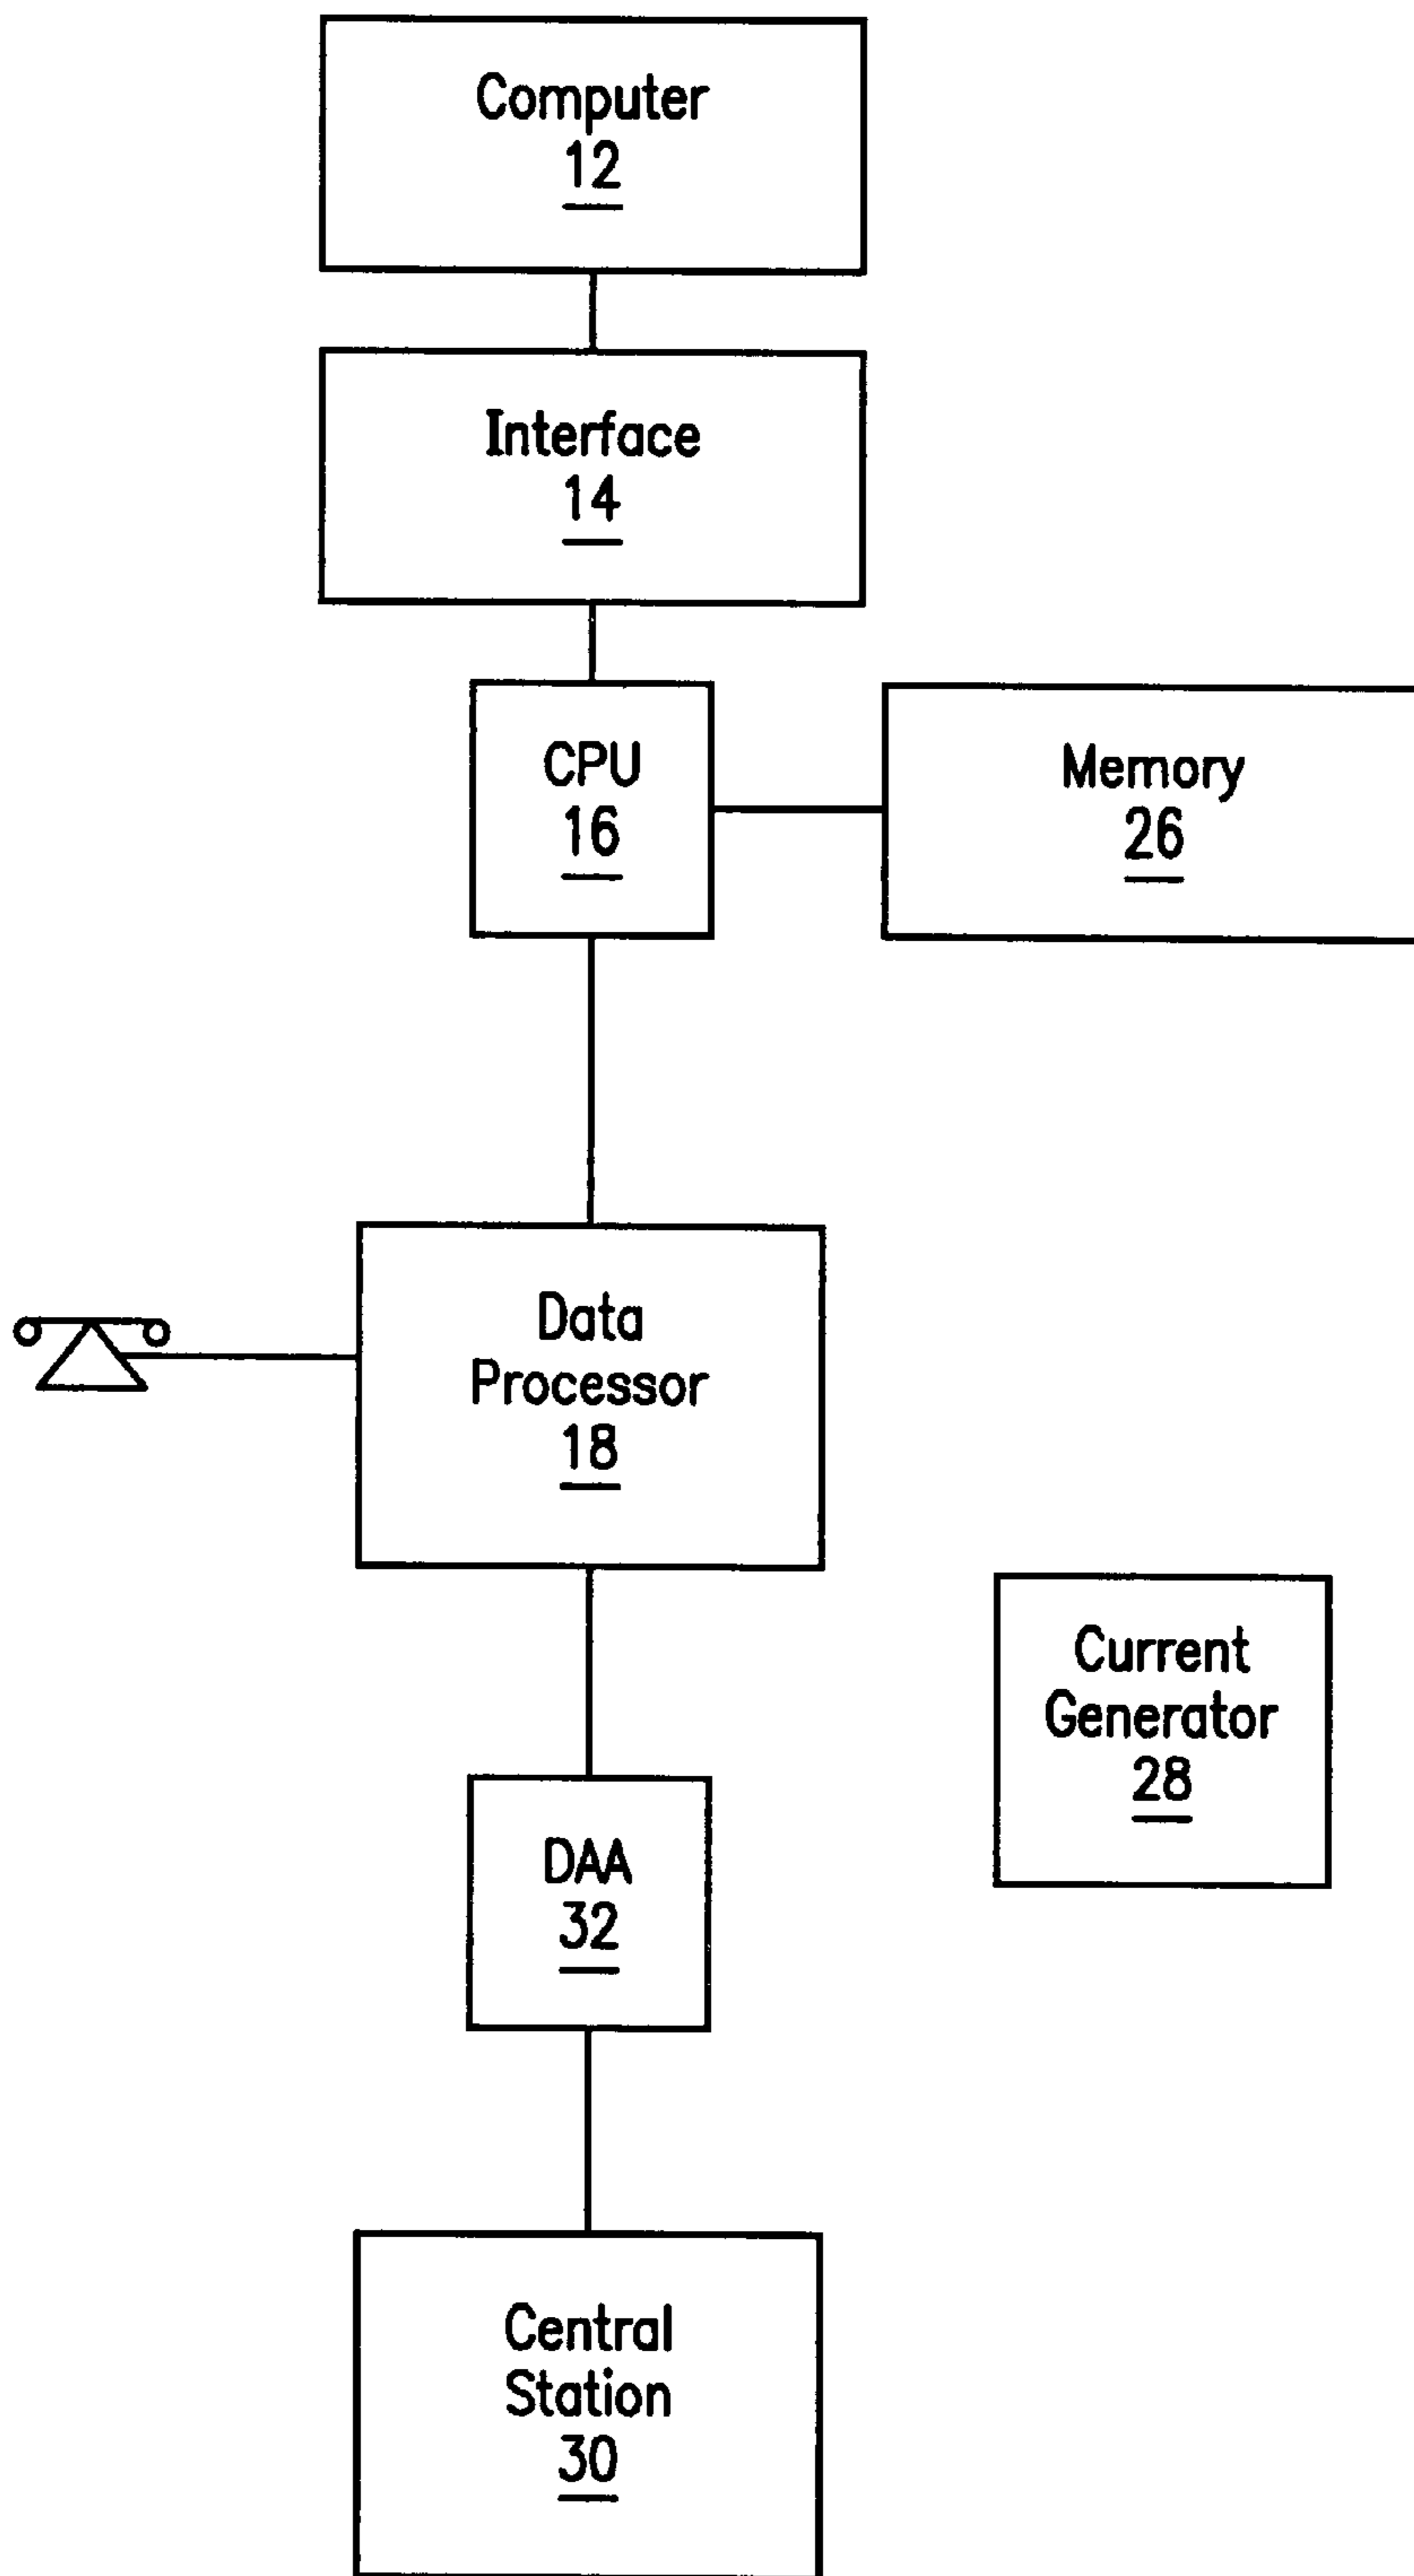 Computer
12
Interface
14
CPU
16
Memory
26
Data
Processor
18
Current
Generator
28
DAA
32
Central
Station
30